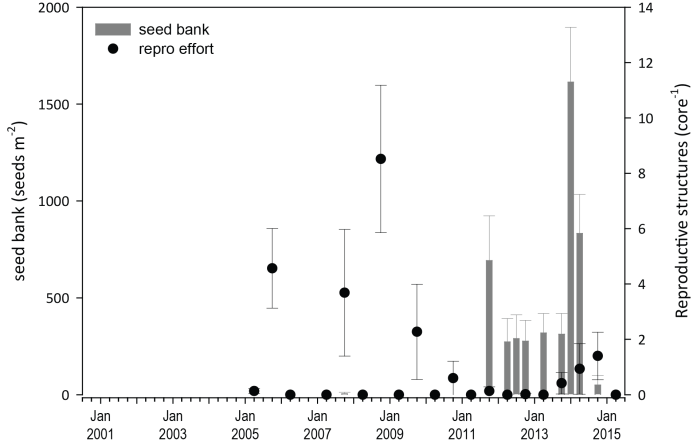 2000
1500
1000
500
0
seed bank (seeds m-2)
seed bank
repro effort
14
12
10
8
6
4
2
0
Reproductive structures (core-1)
Jan Jan Jan Jan Jan Jan Jan Jan
2001 2003 2005 2007 2009 2011 2013 2015